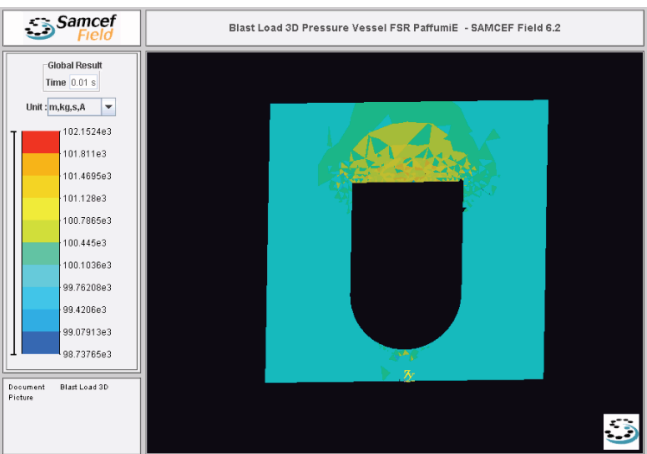 Samcef
Field
Blast Load 3D Pressure Vessel FSR PaffumiE - SAMCEF Field 6.2
Global Result
Time 0.01 s
Unit : m,kg,s,A
102.1524e3
101.811e3
101.4695e3
101.128e3
100.7865e3
100.445e3
100.1036e3
99.76208e3
99.4206e3
99.07913e3
98.73765e3
Document Blast Load 3D
Picture